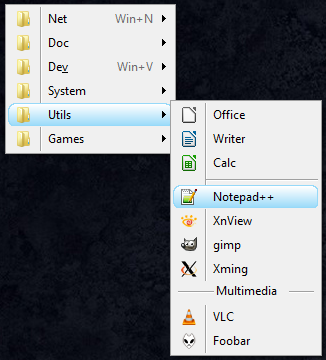 Net Win+N
Doc
Dev Win+V
System
Utils
Games
Office
Writer
Calc
Notepad++
XnView
gimp
Xming
Multimedia
VLC
Foobar